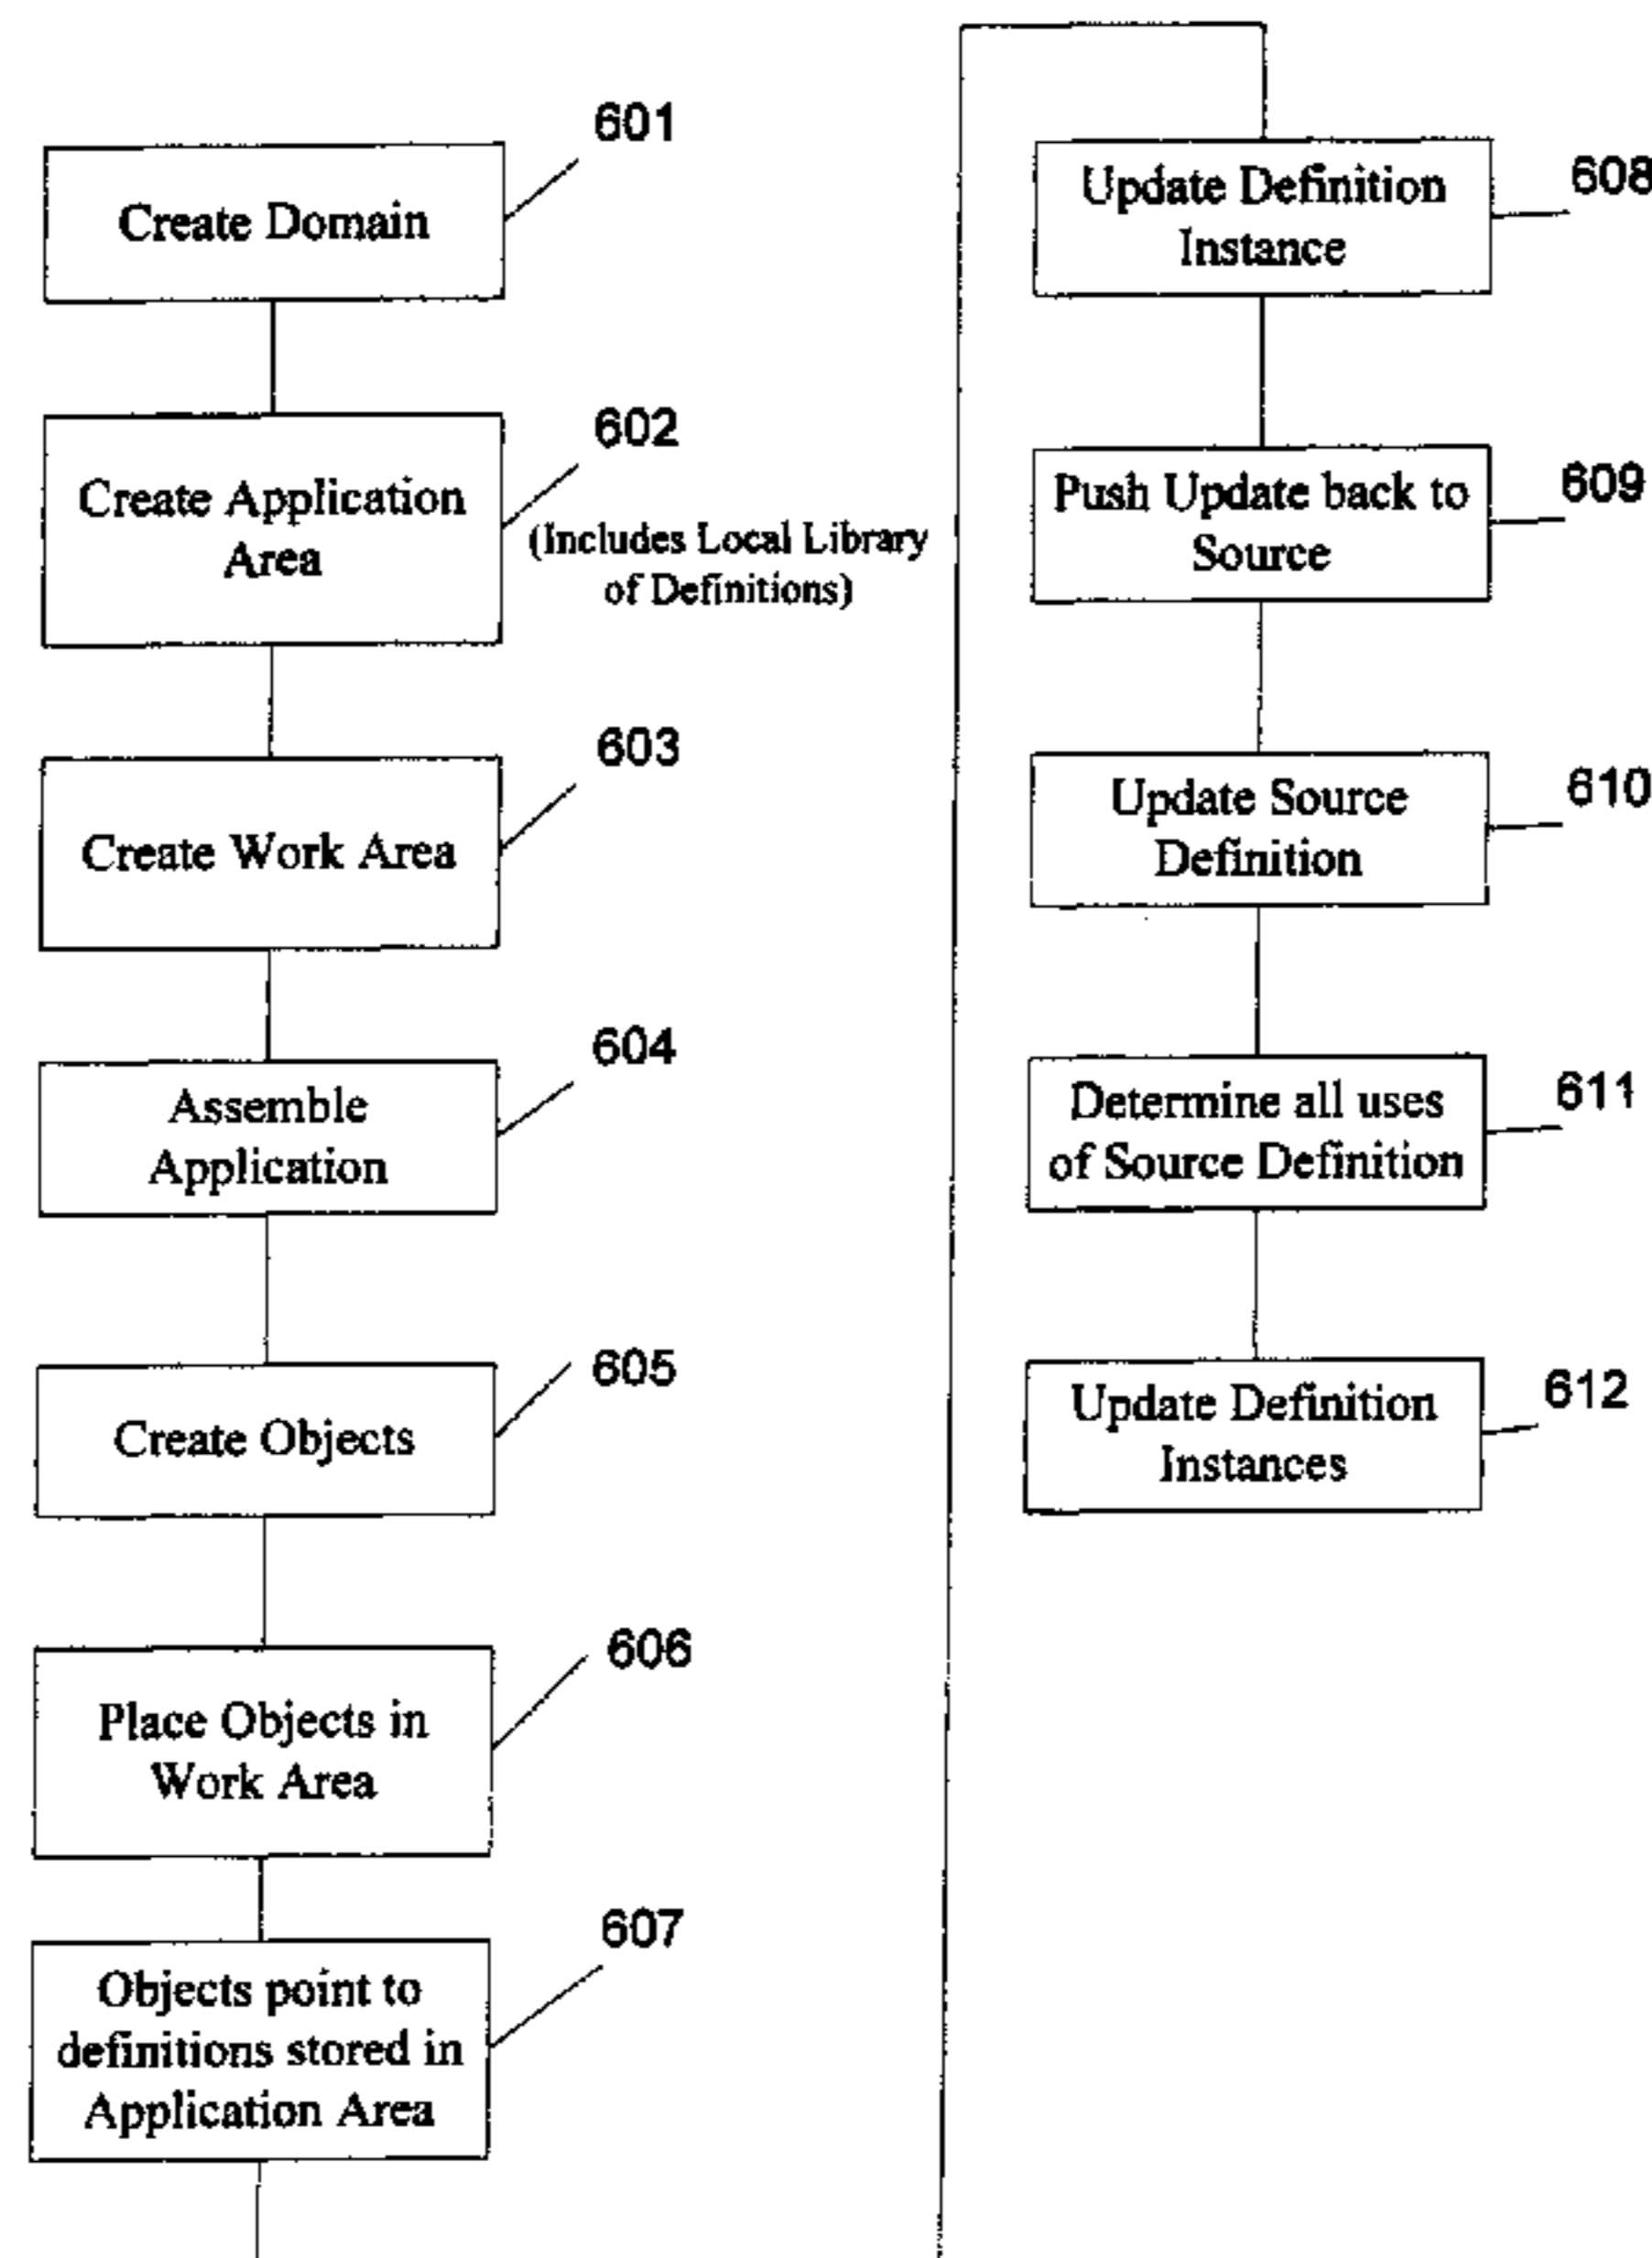 601
Create Domain
602
Create Application
Area
(Includes Local Library
of Definitions)
603
Create Work Area
604
Assemble
Application
605
Create Objects
606
Place Objects in
Work Area
607
Objects point to
definitions stored in
Application Area
608
Update Definition
Instance
609
Push Update back to
Source
610
Update Source
Definition
611
Determine all uses
of Source Definition
612
Update Definition
Instances